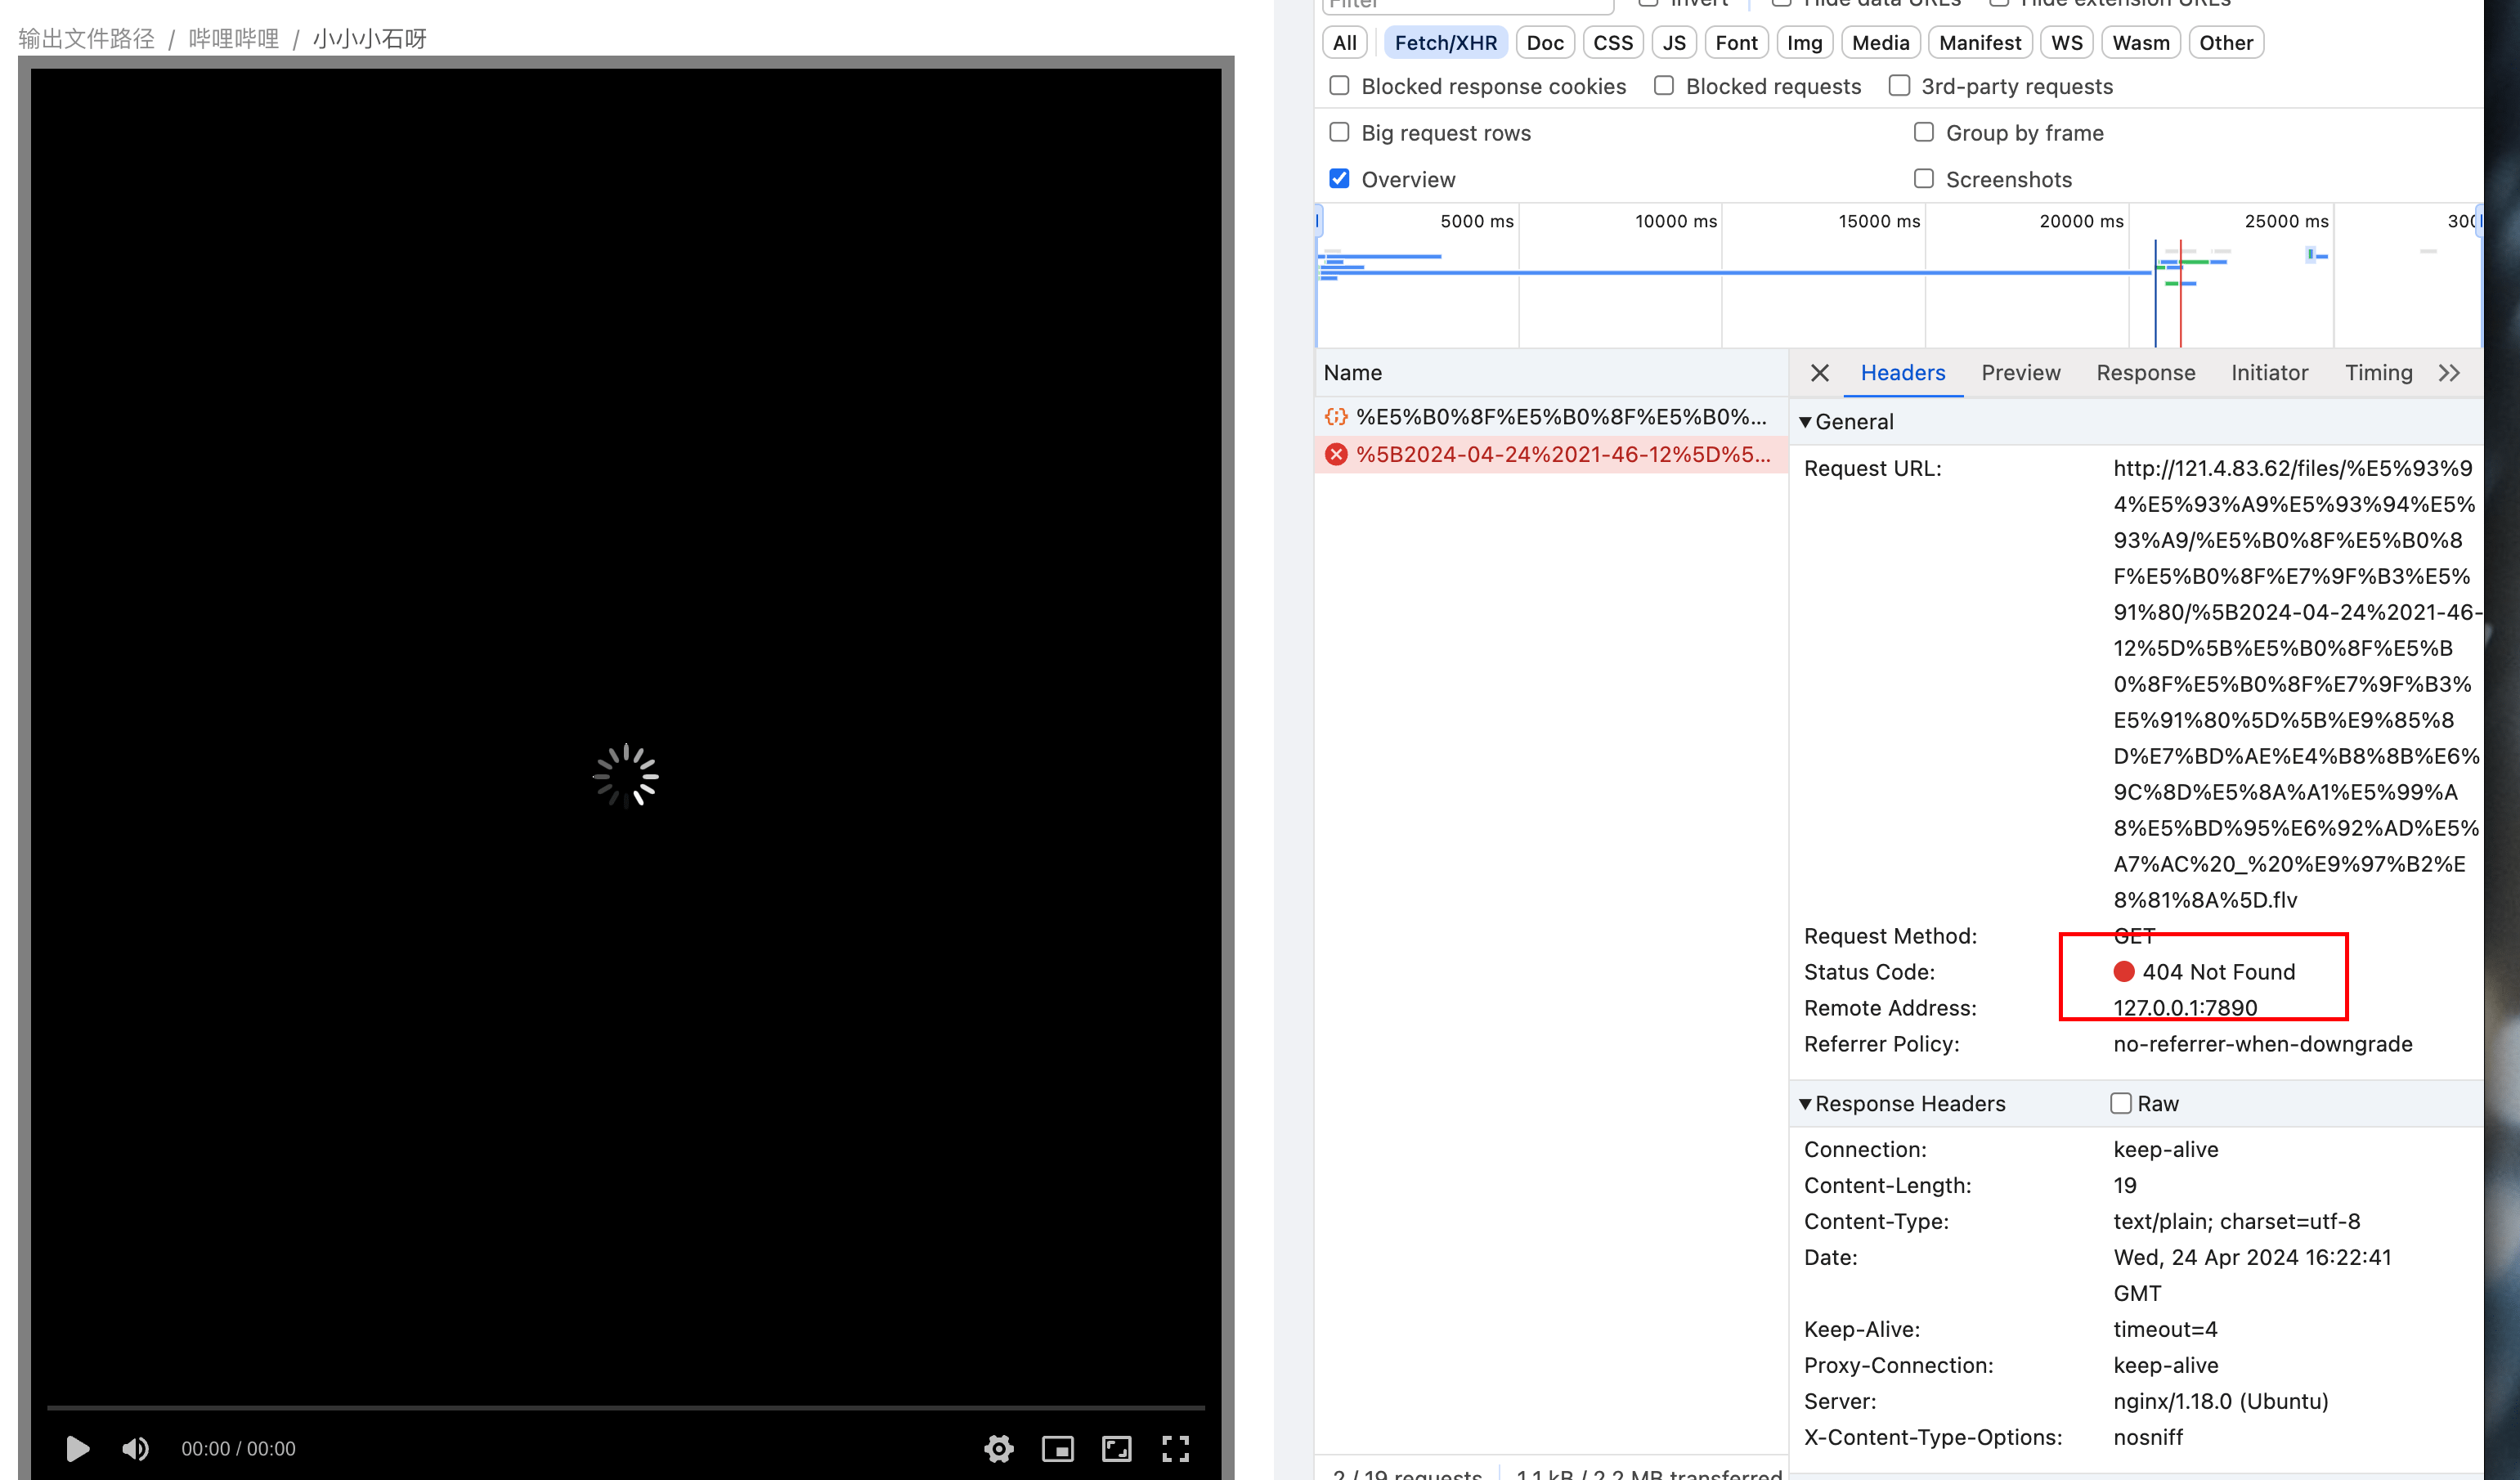 输出文件路径 / 哔哩哔哩 / 小小小石呀
00:00 / 00:00
Filter
Invert
Hide data URLs
Hide extension URLs
All
Fetch/XHR
Doc
CSS
JS
Font
Img
Media
Manifest
WS
Wasm
Other
Blocked response cookies
Blocked requests
3rd-party requests
Big request rows
Group by frame
Overview
Screenshots
5000 ms
10000 ms
15000 ms
20000 ms
25000 ms
300
Name
%E5%B0%8F%E5%B0%8F%E5%B0%...
%5B2024-04-24%2021-46-12%5D%5...
Headers
Preview
Response
Initiator
Timing
General
Request URL:
http://121.4.83.62/files/%E5%93%9
4%E5%93%A9%E5%93%94%E5%
93%A9/%E5%B0%8F%E5%B0%8
F%E5%B0%8F%E7%9F%B3%E5%
91%80/%5B2024-04-24%2021-46-
12%5D%5B%E5%B0%8F%E5%B
0%8F%E5%B0%8F%E7%9F%B3%
E5%91%80%5D%5B%E9%85%8
D%E7%BD%AE%E4%B8%8B%E6%
9C%8D%E5%8A%A1%E5%99%A
8%E5%BD%95%E6%92%AD%E5%
A7%AC%20_%20%E9%97%B2%E
8%81%8A%5D.flv
Request Method:
GET
Status Code:
404 Not Found
Remote Address:
127.0.0.1:7890
Referrer Policy:
no-referrer-when-downgrade
Response Headers
Raw
Connection:
keep-alive
Content-Length:
19
Content-Type:
text/plain; charset=utf-8
Date:
Wed, 24 Apr 2024 16:22:41
GMT
Keep-Alive:
timeout=4
Proxy-Connection:
keep-alive
Server:
nginx/1.18.0 (Ubuntu)
X-Content-Type-Options:
nosniff
2 / 19 requests
1.1 kB / 2.2 MB transferred